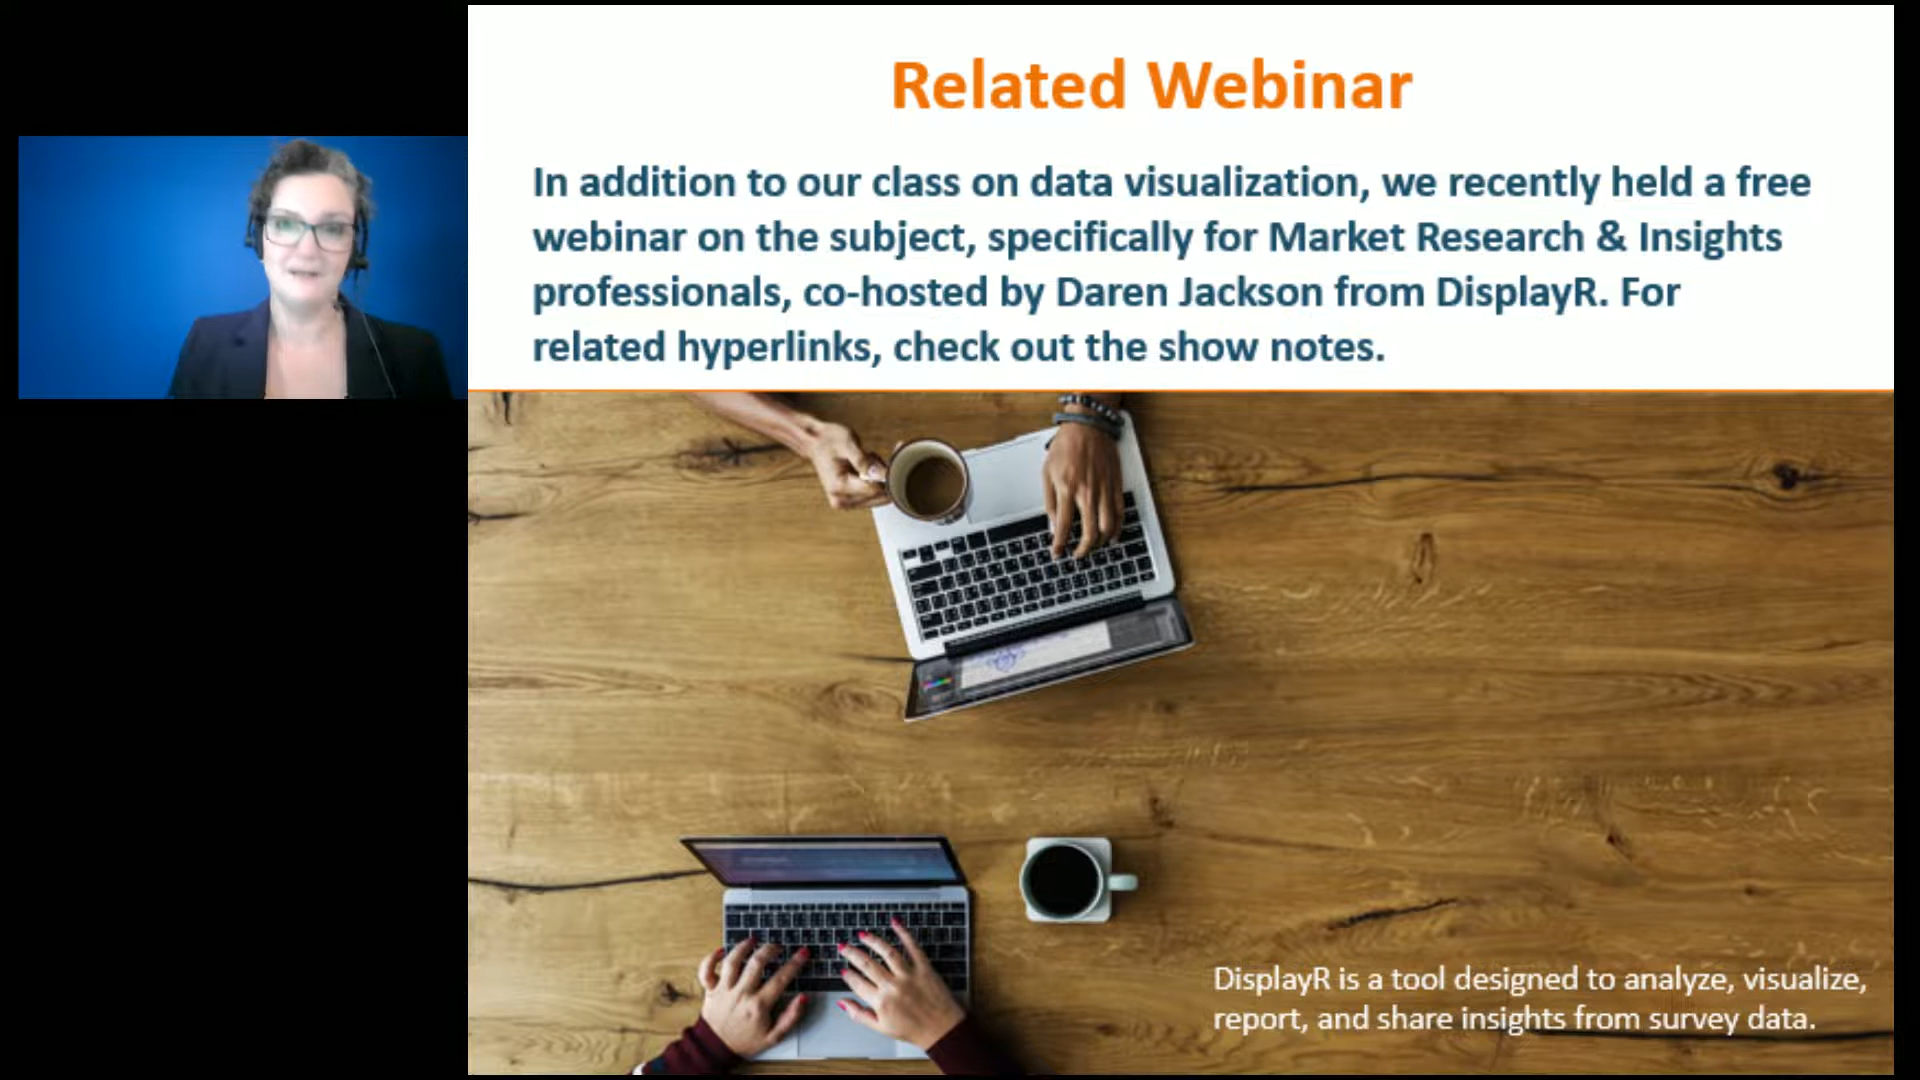 Related Webinar
In addition to our class on data visualization, we recently held a free
webinar on the subject, specifically for Market Research & Insights
professionals, co-hosted by Daren Jackson from DisplayR. For
related hyperlinks, check out the show notes.
DisplayR is a tool designed to analyze, visualize,
report, and share insights from survey data.